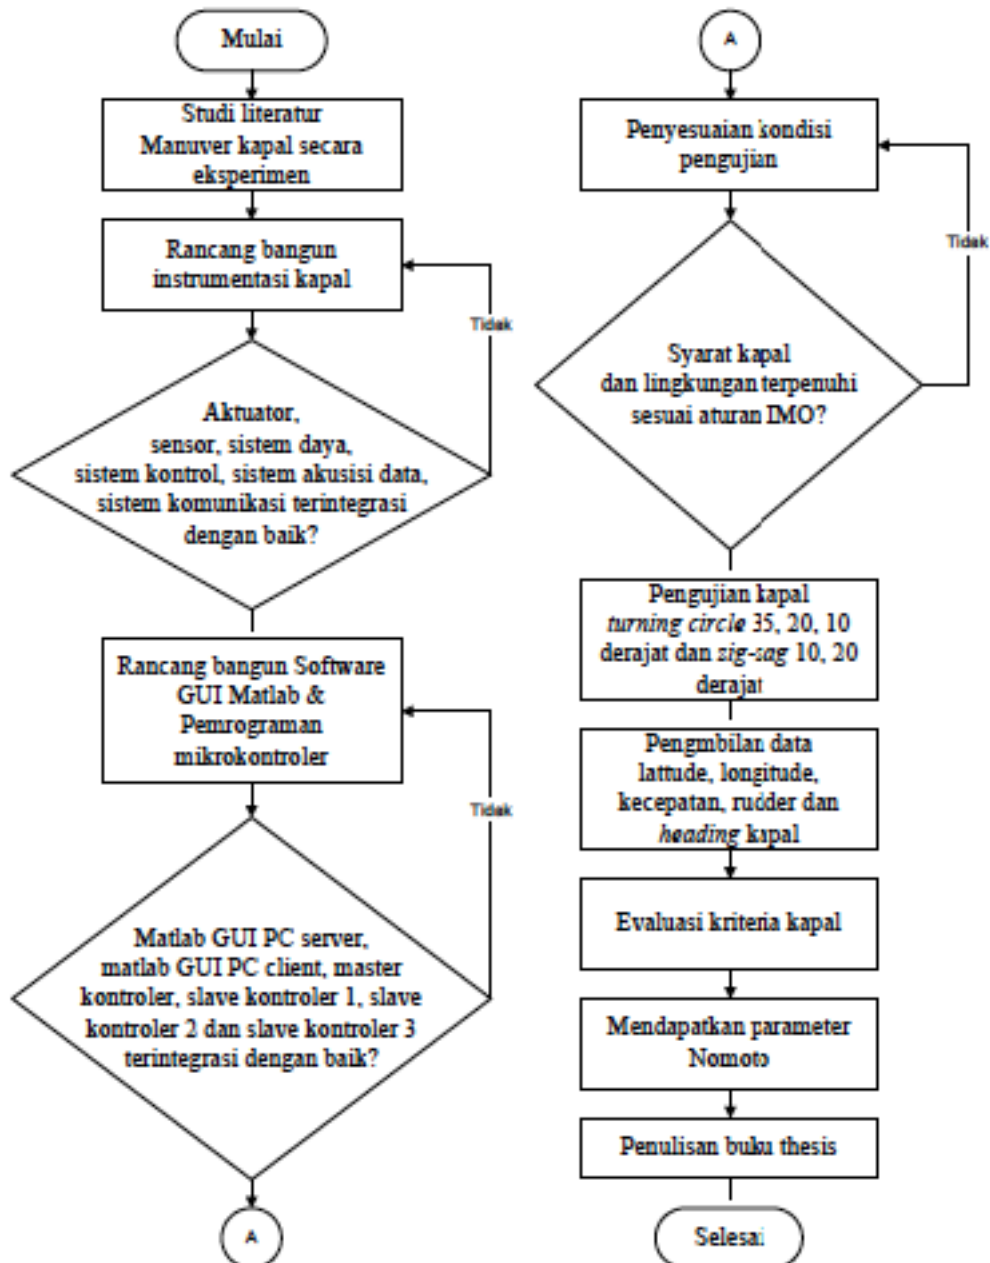 Mulai
Studi literatur
Manuver kapal secara
eksperimen
Rancang bangun
instrumentasi kapal
Tidak
Aktuator,
sensor, sistem daya,
sistem kontrol, sistem akusisi data,
sistem komunikasi terintegrasi
dengan baik?
Rancang bangun Software
GUI Matlab &
Pemrograman
mikrokontroler
Tidak
Matlab GUI PC server,
matlab GUI PC client, master
kontroler, slave kontroler 1, slave
kontroler 2 dan slave kontroler 3
terintegrasi dengan baik?
A
A
Penyesuaian kondisi
pengujian
Tidak
Syarat kapal
dan lingkungan terpenuhi
sesuai aturan IMO?
Pengujian kapal
turning circle 35, 20, 10
derajat dan zig-sag 10, 20
derajat
Pengmbilan data
lattude, longitude,
kecepatan, rudder dan
heading kapal
Evaluasi kriteria kapal
Mendapatkan parameter
Nomoto
Penulisan buku thesis
Selesai